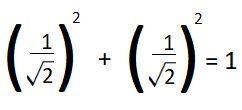 (1/√2)² + (1/√2)² = 1